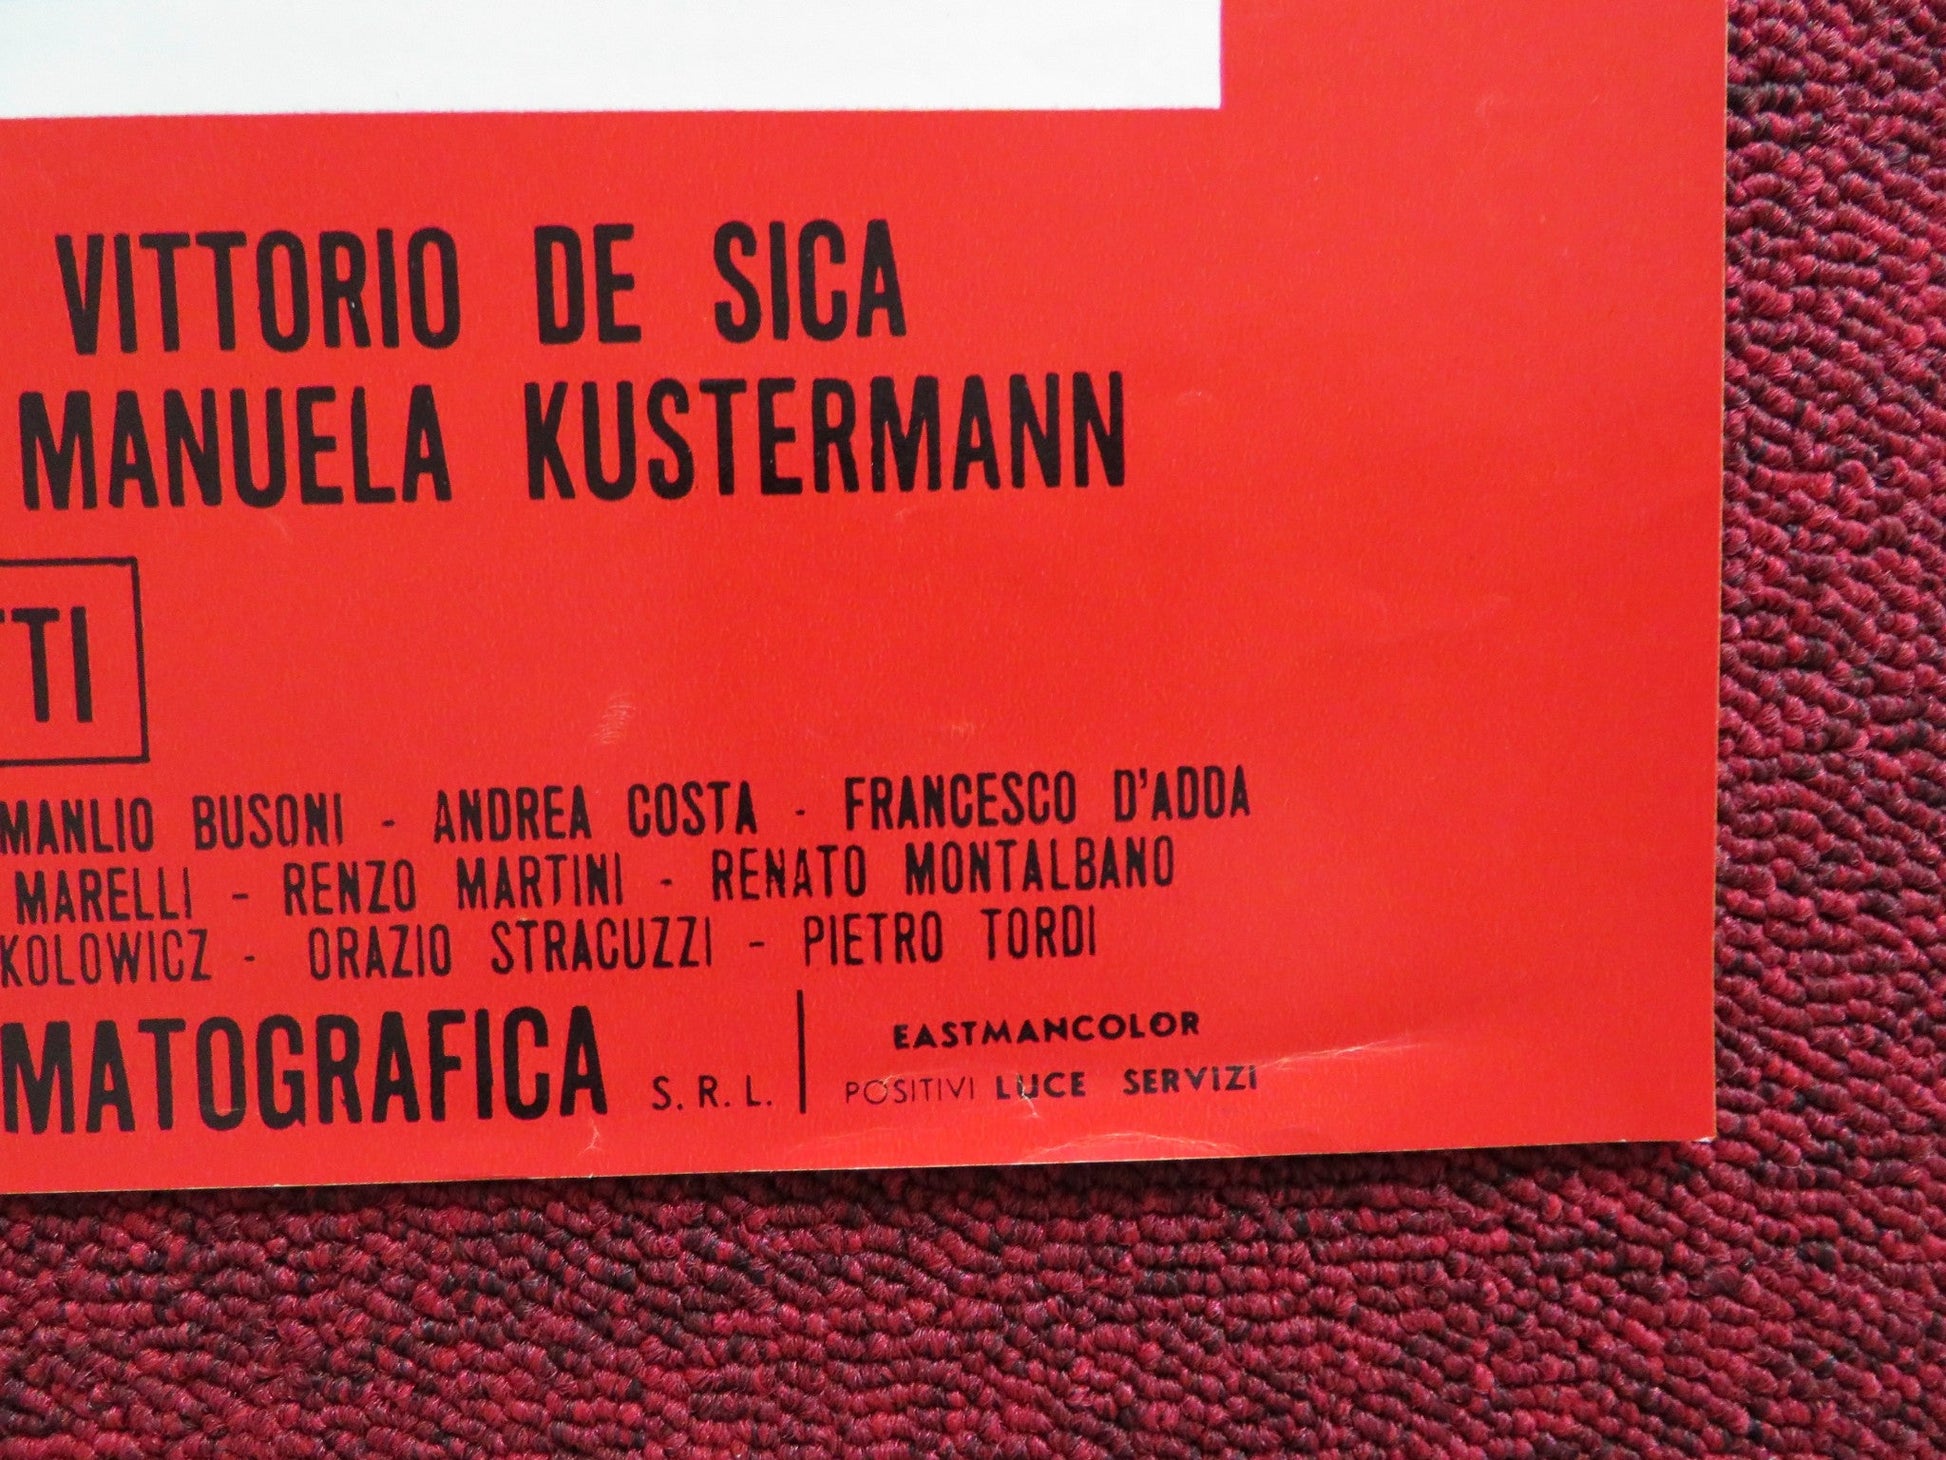 VITTORIO DE SICA
MANUELA KUSTERMANN
TTI
MANLIO BUSONI - ANDREA COSTA - FRANCESCO D'ADDA
MARELLI - RENZO MARTINI - RENATO MONTALBANO
KOLOWICZ - ORAZIO STRACUZZI - PIETRO TORDI
MATOGRAFICA S. R. L. | EASTMANCOLOR
POSITIVI LUCE SERVIZI